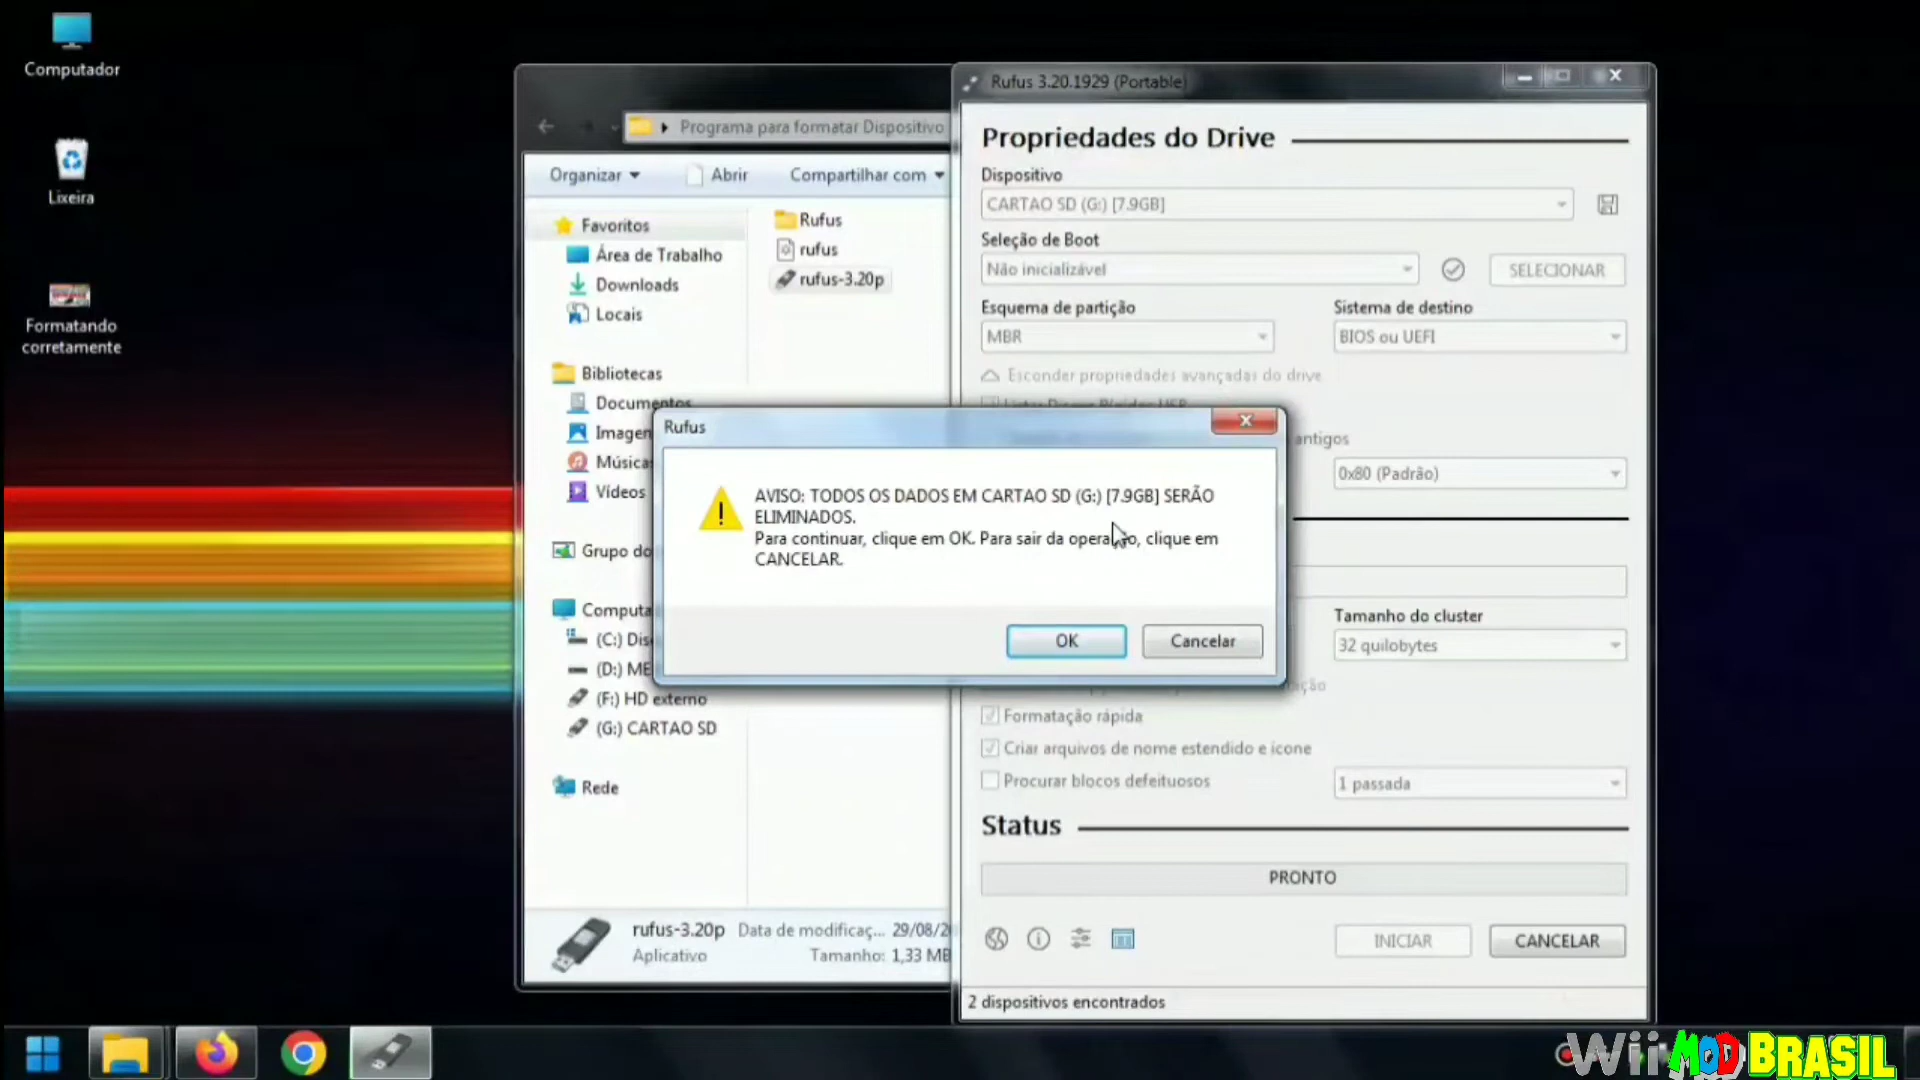 Computador
Lixeira
Formatando
corretamente
Programa para formatar Dispositivo
Organizar
Abrir
Compartilhar com
Favoritos
Área de Trabalho
Downloads
Locais
Bibliotecas
Documentos
Imagen
Música
Vídeos
Grupo do
Computa
(C:) Dis
(D:) ME
(F:) HD externo
(G:) CARTAO SD
Rede
Rufus
rufus
rufus-3.20p
rufus-3.20p
Data de modificaç... 29/08/2
Aplicativo
Tamanho: 1,33 MB
Rufus 3.20.1929 (Portable)
Propriedades do Drive
Dispositivo
CARTAO SD (G:) [7.9GB]
Seleção de Boot
Não inicializável
SELECIONAR
Esquema de partição
Sistema de destino
MBR
BIOS ou UEFI
Esconder propriedades avançadas do drive
antigos
0x80 (Padrão)
Rufus
AVISO: TODOS OS DADOS EM CARTAO SD (G:) [7.9GB] SERÃO
ELIMINADOS.
Para continuar, clique em OK. Para sair da operação, clique em
CANCELAR.
OK
Cancelar
Tamanho do cluster
32 quilobytes
Formatação rápida
Criar arquivos de nome estendido e ícone
Procurar blocos defeituosos
1 passada
Status
PRONTO
INICIAR
CANCELAR
2 dispositivos encontrados
WiiMODBRASIL